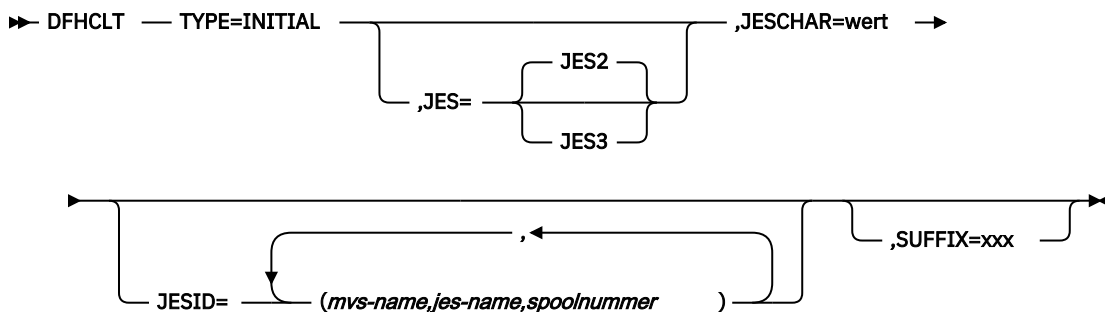 DFHCLT TYPE=INITIAL ,JESCHAR=wert
JES2
,JES=
JES3
,
,SUFFIX=xxx
JESID= (mvs-name,jes-name,spoolnummer )